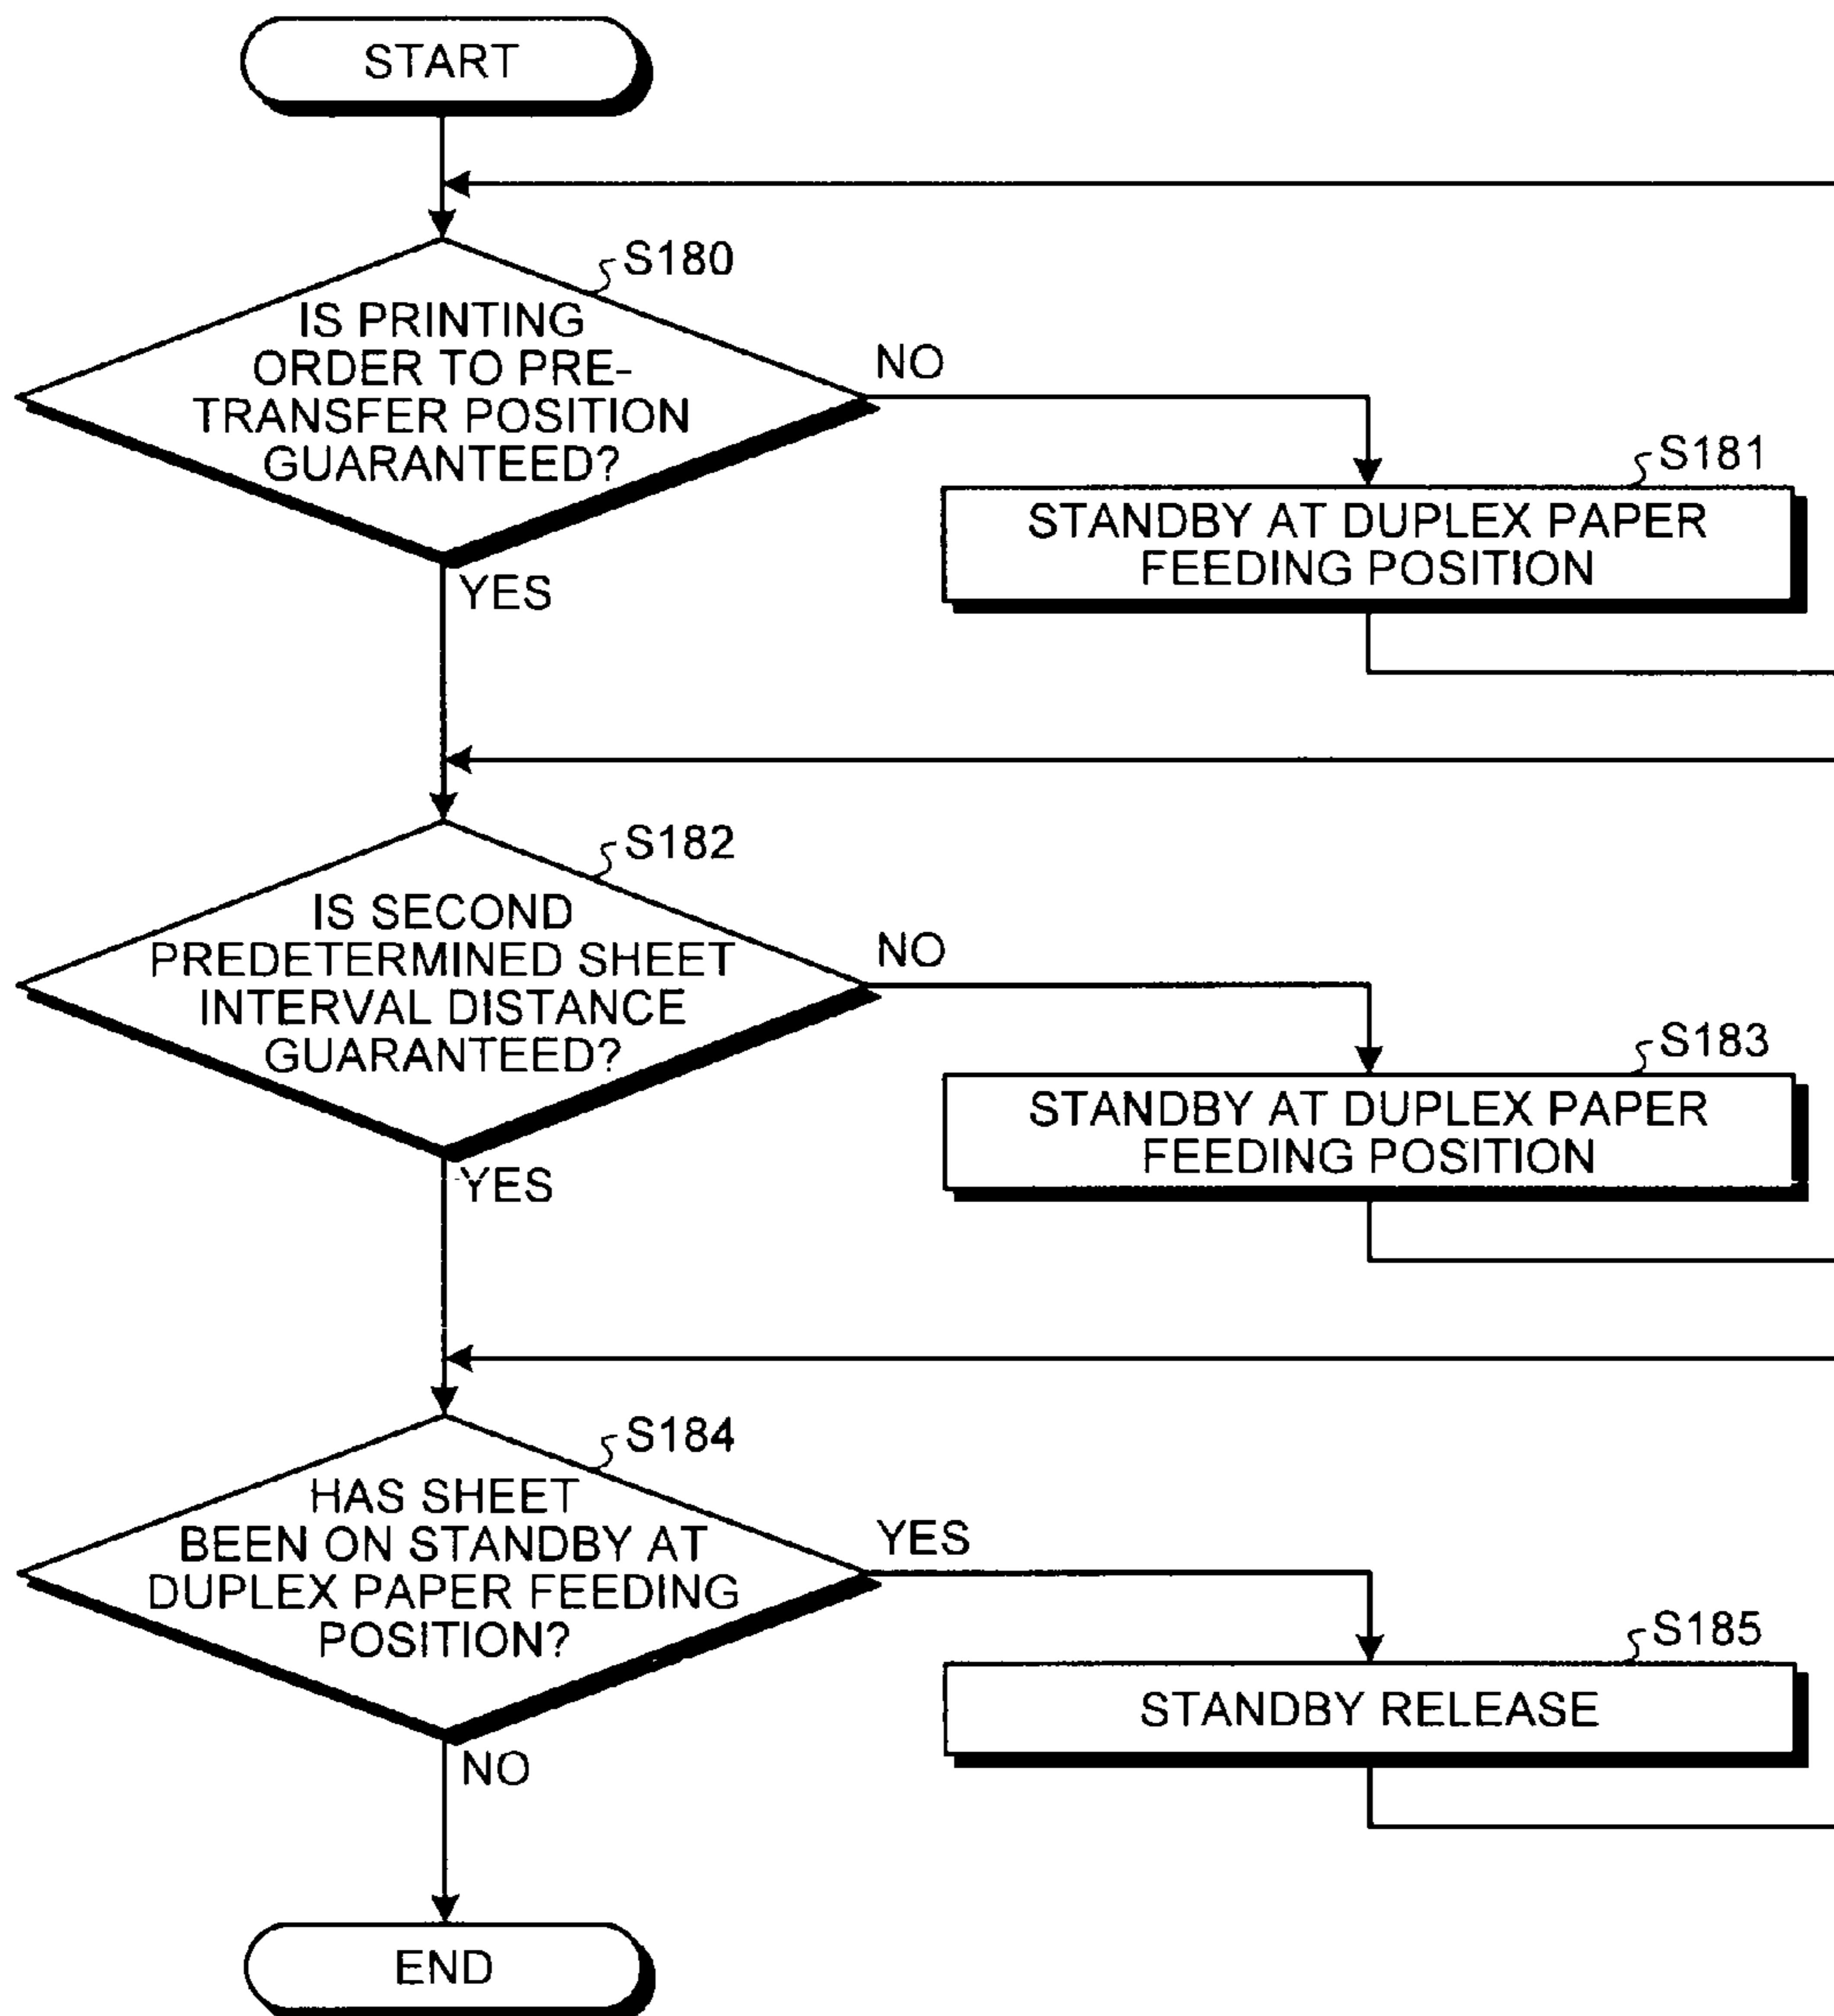 START
S180
IS PRINTING
ORDER TO PRE-
TRANSFER POSITION
GUARANTEED?
NO
YES
S181
STANDBY AT DUPLEX PAPER
FEEDING POSITION
S182
IS SECOND
PREDETERMINED SHEET
INTERVAL DISTANCE
GUARANTEED?
NO
YES
S183
STANDBY AT DUPLEX PAPER
FEEDING POSITION
S184
HAS SHEET
BEEN ON STANDBY AT
DUPLEX PAPER FEEDING
POSITION?
YES
NO
S185
STANDBY RELEASE
END